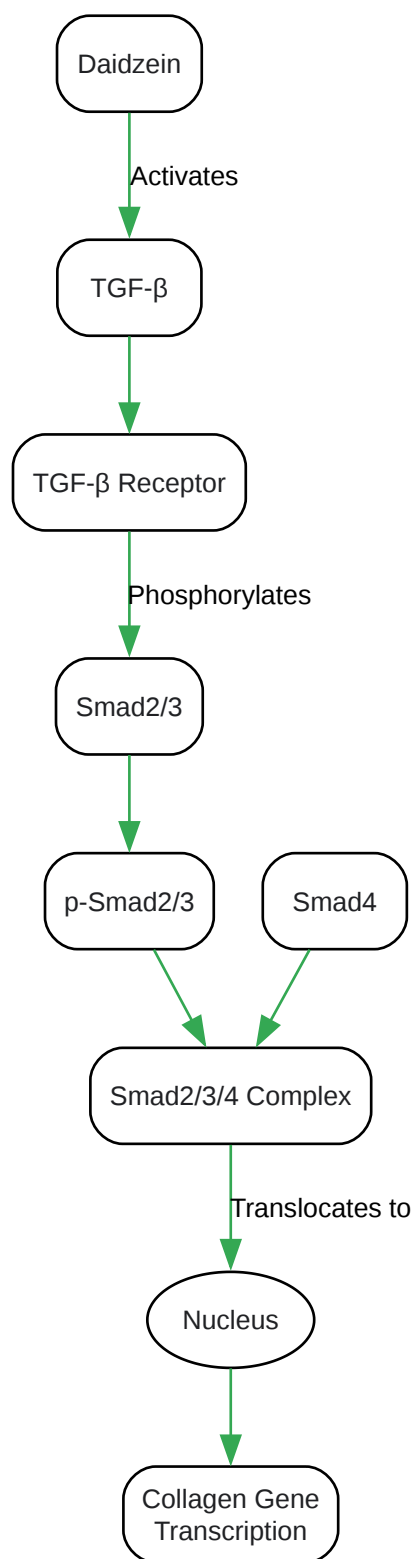 Daidzein
Activates
TGF-β
TGF-β Receptor
Phosphorylates
Smad2/3
p-Smad2/3
Smad4
Smad2/3/4 Complex
Translocates to
Nucleus
Collagen Gene
Transcription